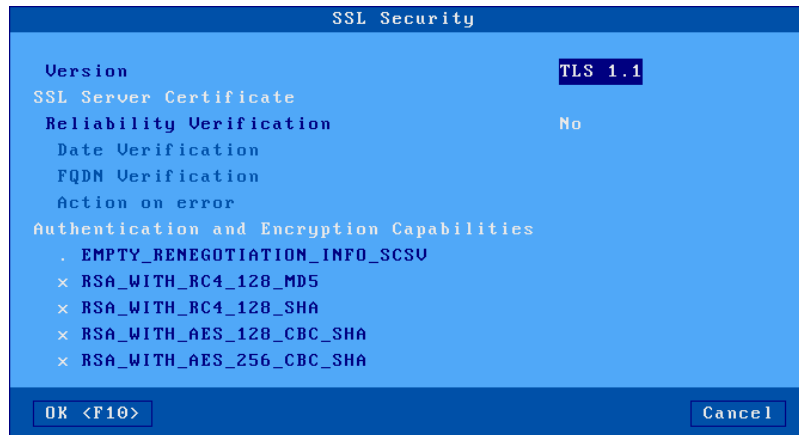 SSL Security
Version TLS 1.1
SSL Server Certificate
Reliability Verification No
Date Verification
FQDN Verification
Action on error
Authentication and Encryption Capabilities
. EMPTY_RENEGOTIATION_INFO_SCSV
x RSA_WITH_RC4_128_MD5
x RSA_WITH_RC4_128_SHA
x RSA_WITH_AES_128_CBC_SHA
x RSA_WITH_AES_256_CBC_SHA
OK <F10> Cancel